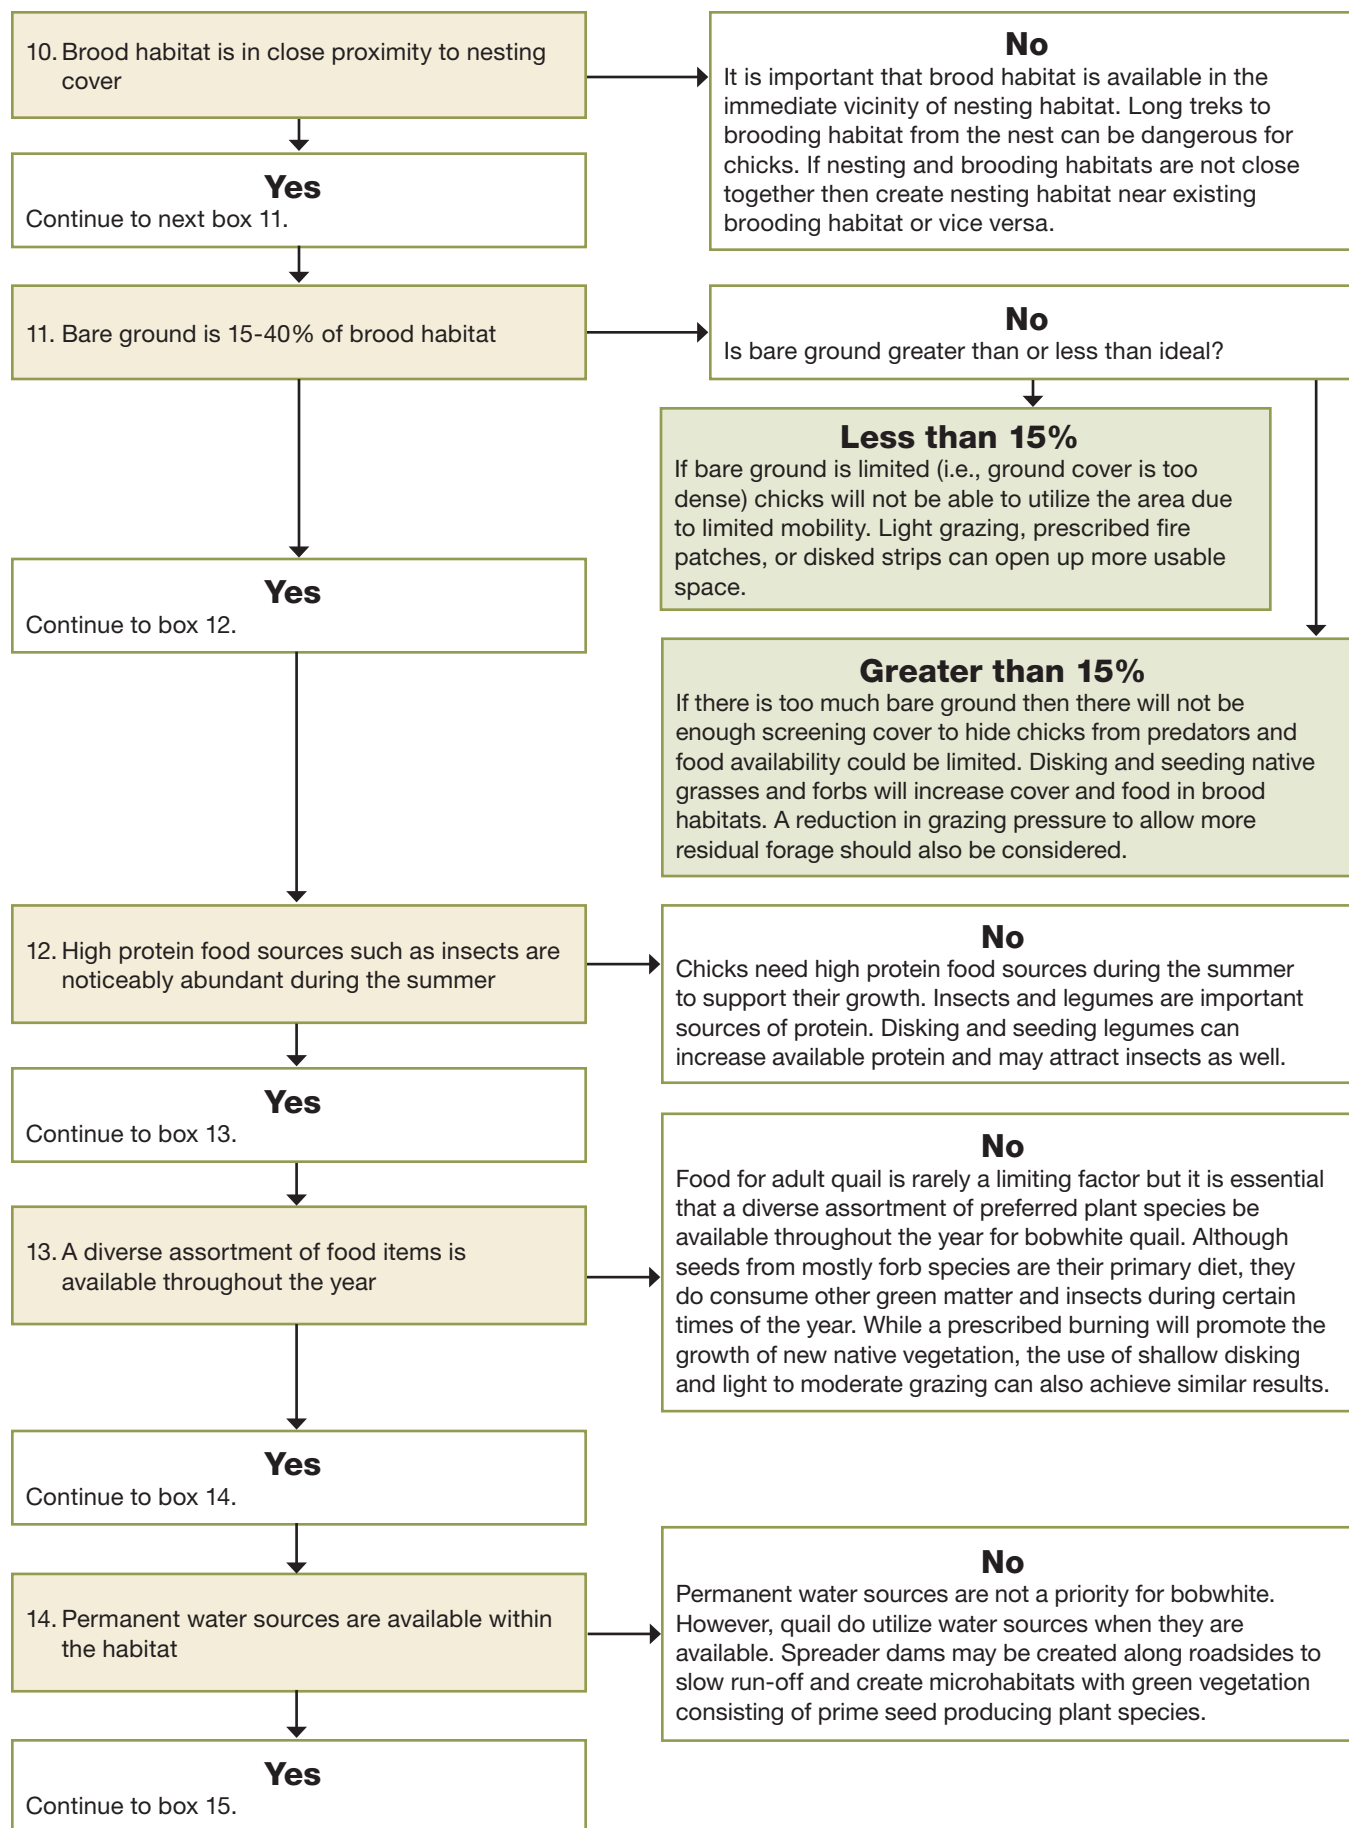 10. Brood habitat is in close proximity to nesting
cover
No
It is important that brood habitat is available in the
immediate vicinity of nesting habitat. Long treks to
brooding habitat from the nest can be dangerous for
chicks. If nesting and brooding habitats are not close
together then create nesting habitat near existing
brooding habitat or vice versa.
Yes
Continue to next box 11.
11. Bare ground is 15-40% of brood habitat
No
Is bare ground greater than or less than ideal?
Less than 15%
If bare ground is limited (i.e., ground cover is too
dense) chicks will not be able to utilize the area due
to limited mobility. Light grazing, prescribed fire
patches, or disked strips can open up more usable
space.
Yes
Continue to box 12.
Greater than 15%
If there is too much bare ground then there will not be
enough screening cover to hide chicks from predators and
food availability could be limited. Disking and seeding native
grasses and forbs will increase cover and food in brood
habitats. A reduction in grazing pressure to allow more
residual forage should also be considered.
12. High protein food sources such as insects are
noticeably abundant during the summer
No
Chicks need high protein food sources during the summer
to support their growth. Insects and legumes are important
sources of protein. Disking and seeding legumes can
increase available protein and may attract insects as well.
Yes
Continue to box 13.
13. A diverse assortment of food items is
available throughout the year
No
Food for adult quail is rarely a limiting factor but it is essential
that a diverse assortment of preferred plant species be
available throughout the year for bobwhite quail. Although
seeds from mostly forb species are their primary diet, they
do consume other green matter and insects during certain
times of the year. While a prescribed burning will promote the
growth of new native vegetation, the use of shallow disking
and light to moderate grazing can also achieve similar results.
Yes
Continue to box 14.
14. Permanent water sources are available within
the habitat
No
Permanent water sources are not a priority for bobwhite.
However, quail do utilize water sources when they are
available. Spreader dams may be created along roadsides to
slow run-off and create microhabitats with green vegetation
consisting of prime seed producing plant species.
Yes
Continue to box 15.